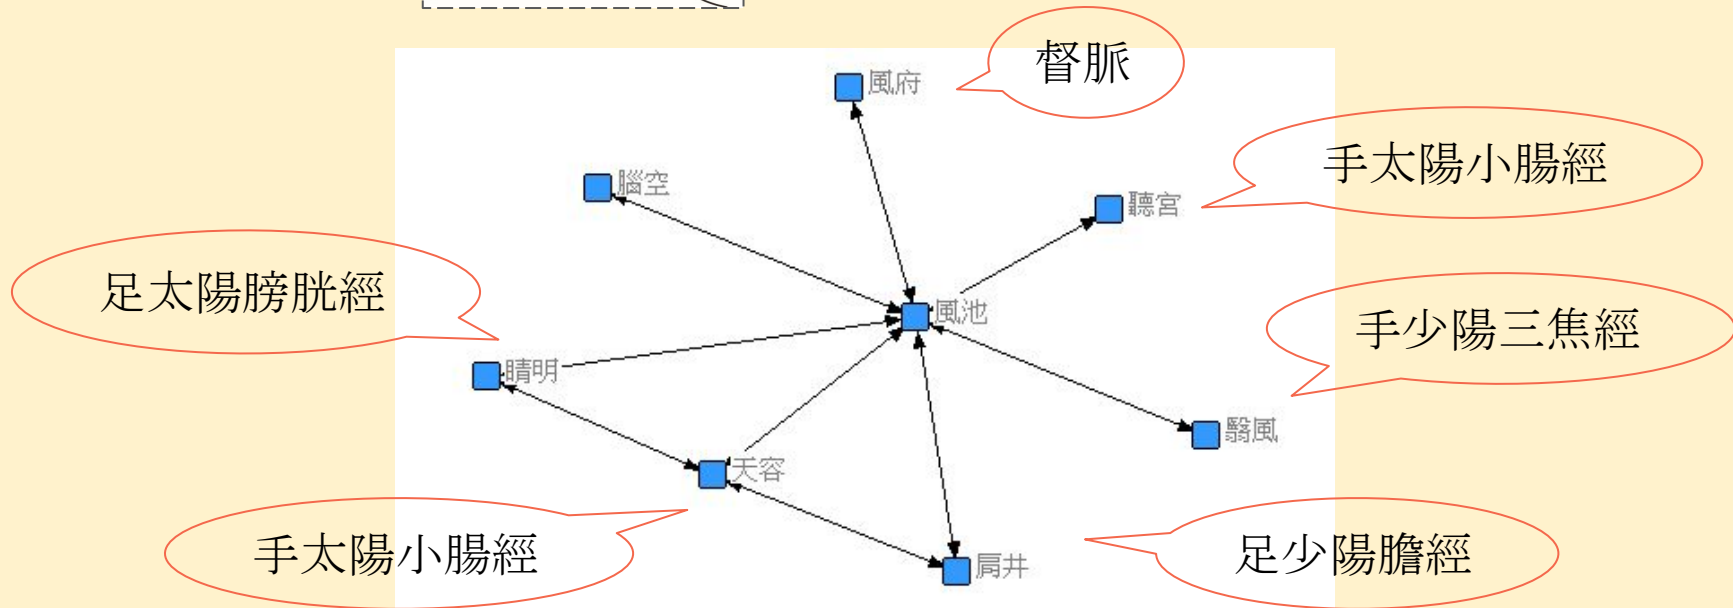 督脈
風府
手太陽小腸經
腦空
聽宮
足太陽膀胱經
風池
手少陽三焦經
睛明
翳風
天容
手太陽小腸經
足少陽膽經
肩井